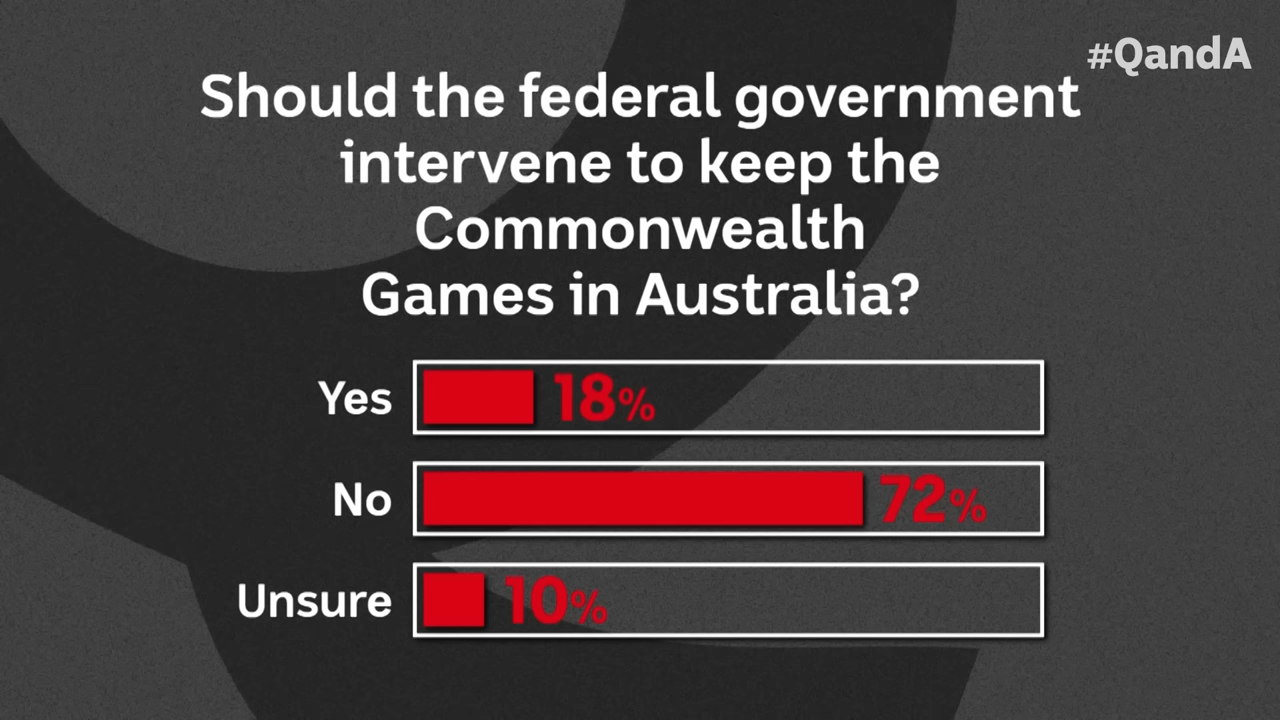 #QandA
Should the federal government
intervene to keep the
Commonwealth
Games in Australia?
Yes 18%
No 72%
Unsure 10%